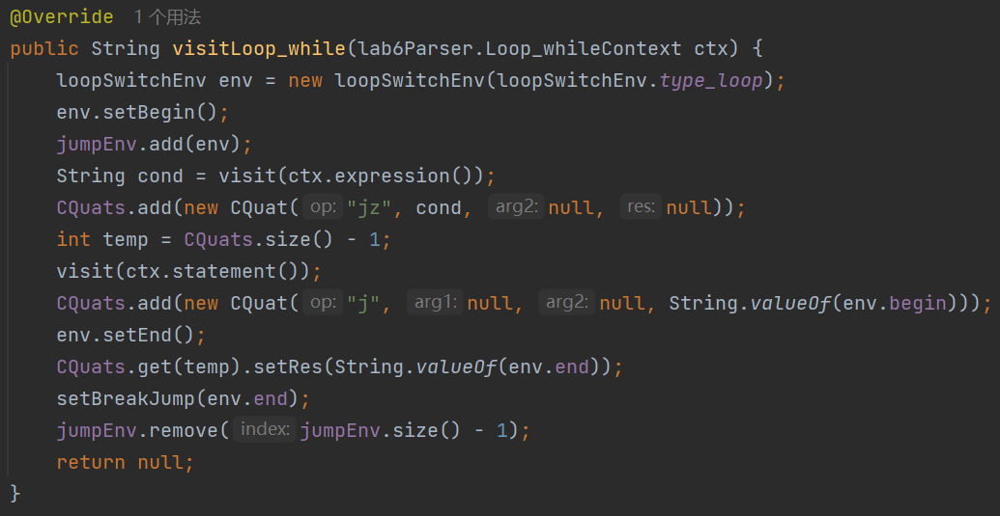 @Override 1 个用法
public String visitLoop_while(lab6Parser.Loop_whileContext ctx) {
loopSwitchEnv env = new loopSwitchEnv(loopSwitchEnv.type_loop);
env.setBegin();
jumpEnv.add(env);
String cond = visit(ctx.expression());
CQuats.add(new CQuat( op: "jz", cond, arg2: null, res: null));
int temp = CQuats.size() - 1;
visit(ctx.statement());
CQuats.add(new CQuat( op: "j", arg1: null, arg2: null, String.valueOf(env.begin)));
env.setEnd();
CQuats.get(temp).setRes(String.valueOf(env.end));
setBreakJump(env.end);
jumpEnv.remove( index: jumpEnv.size() - 1);
return null;
}